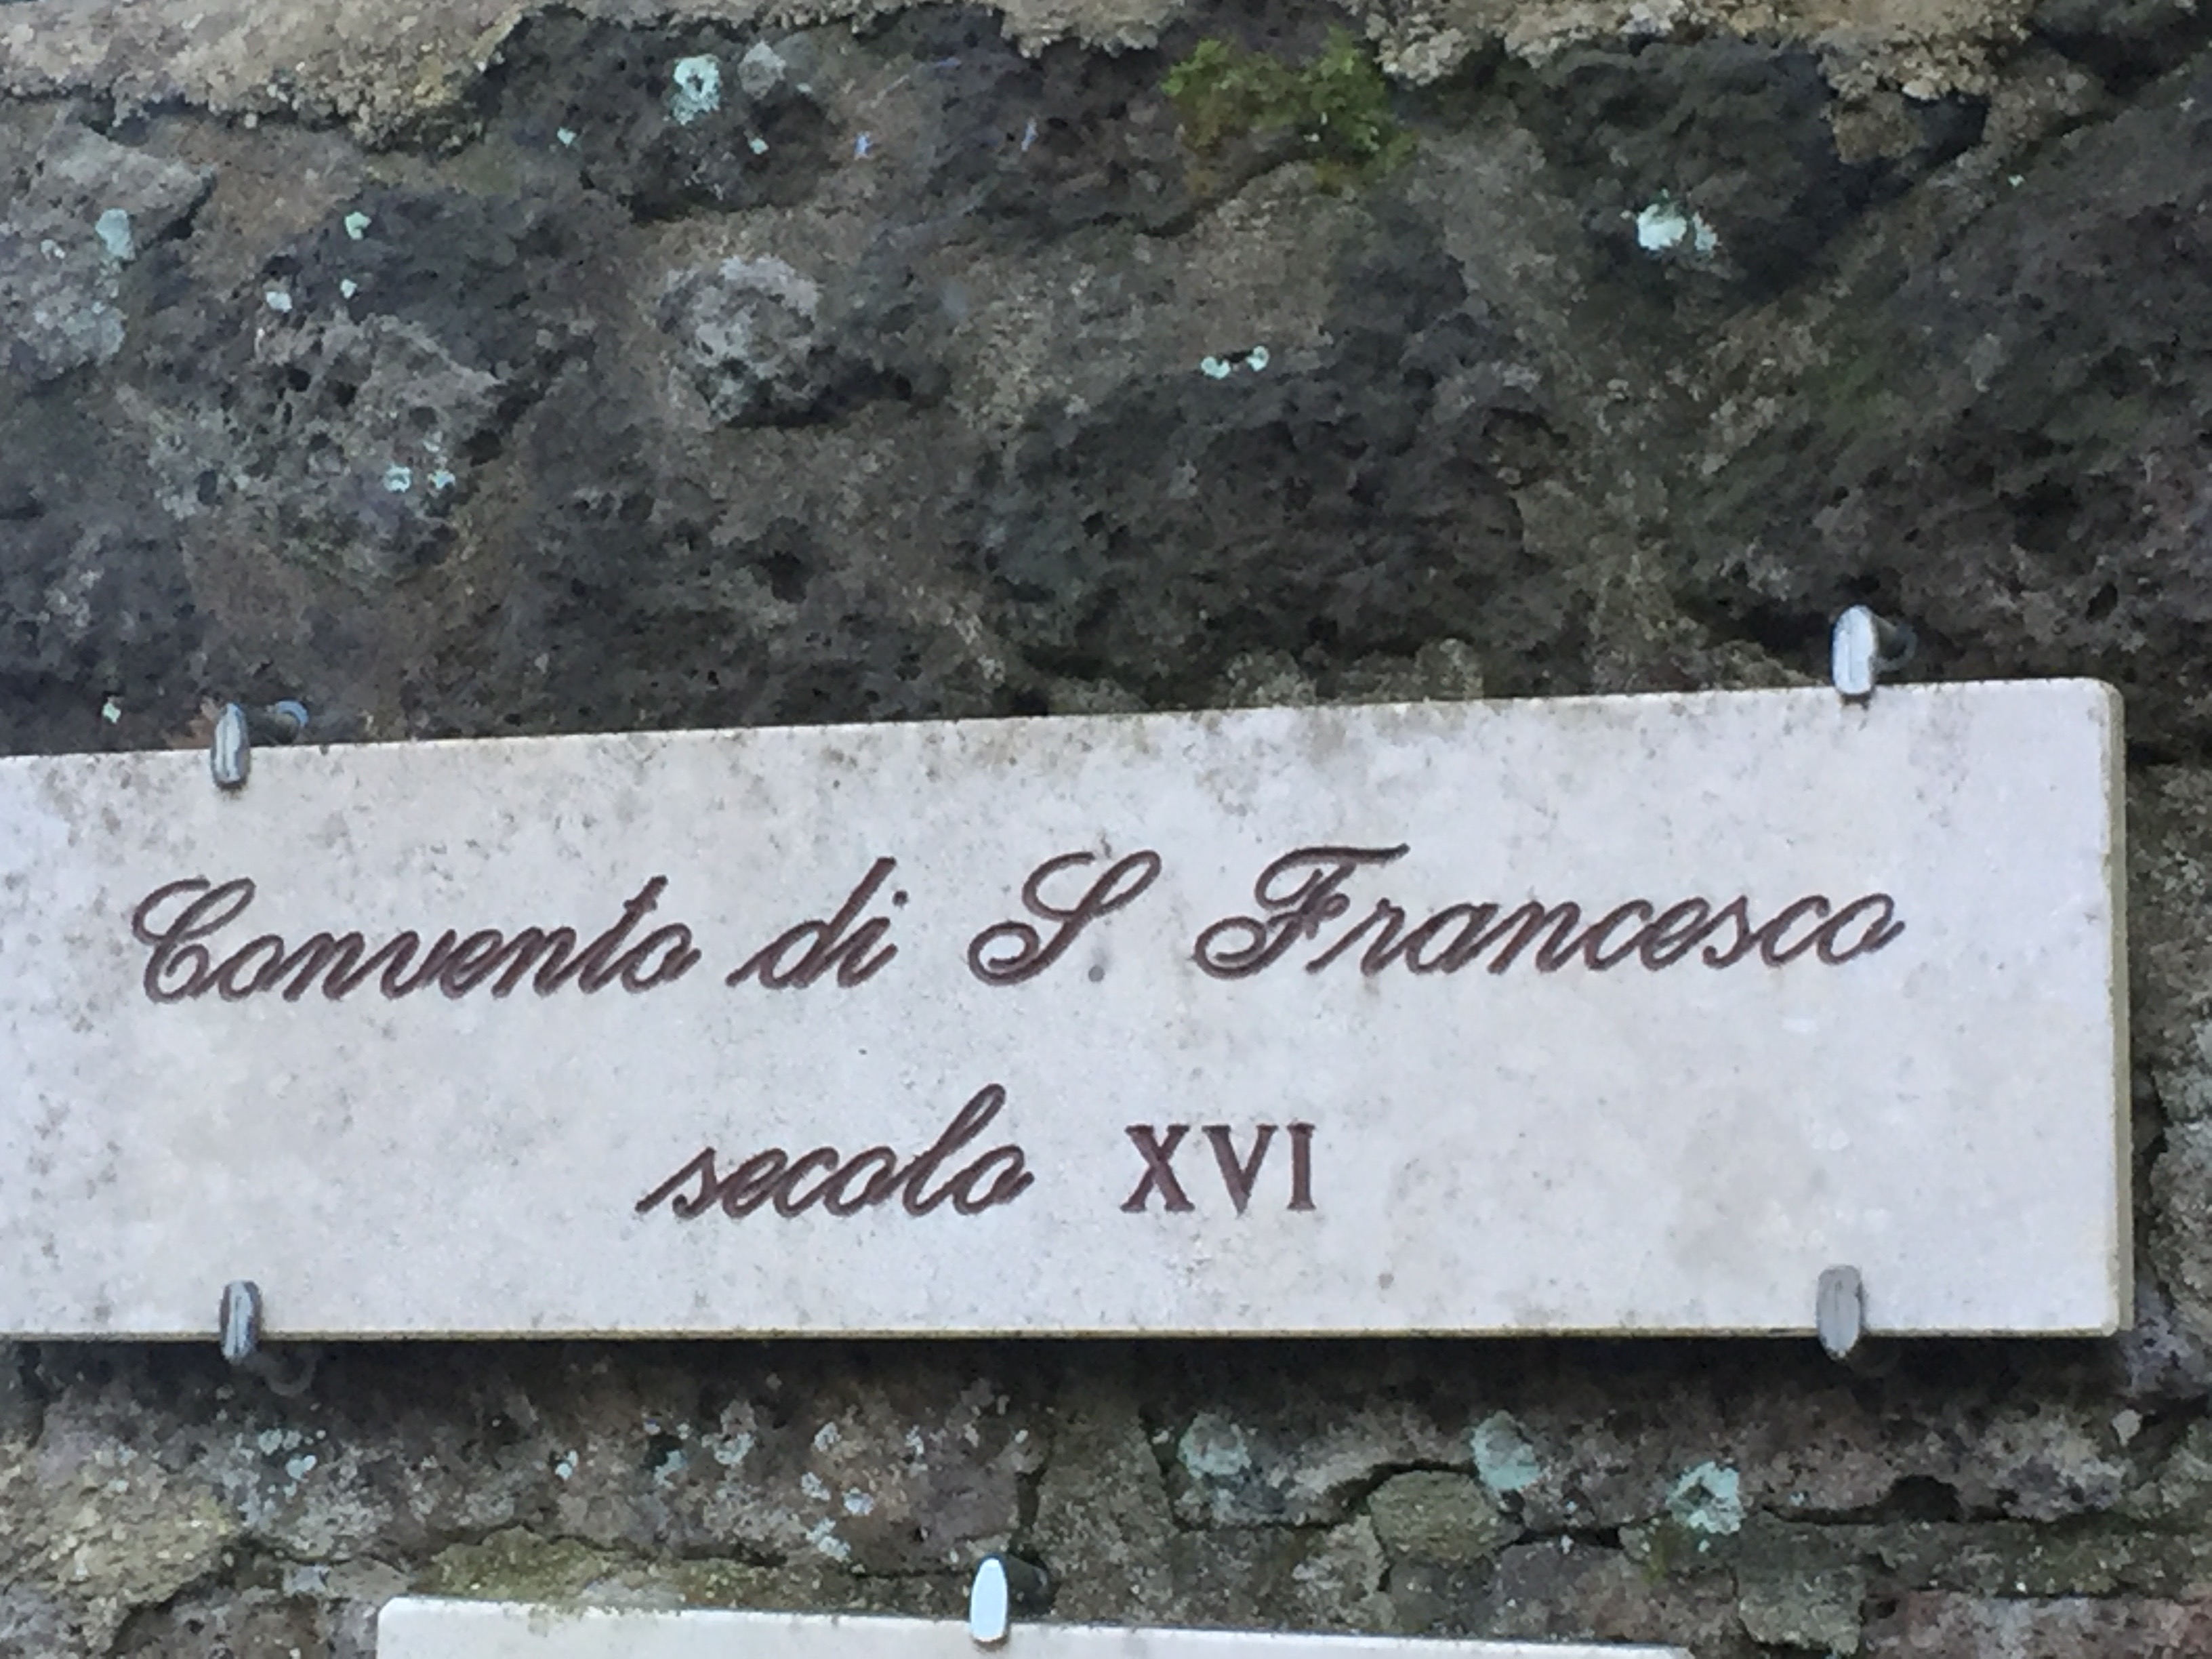 Convento di S. Francesco
secolo XVI